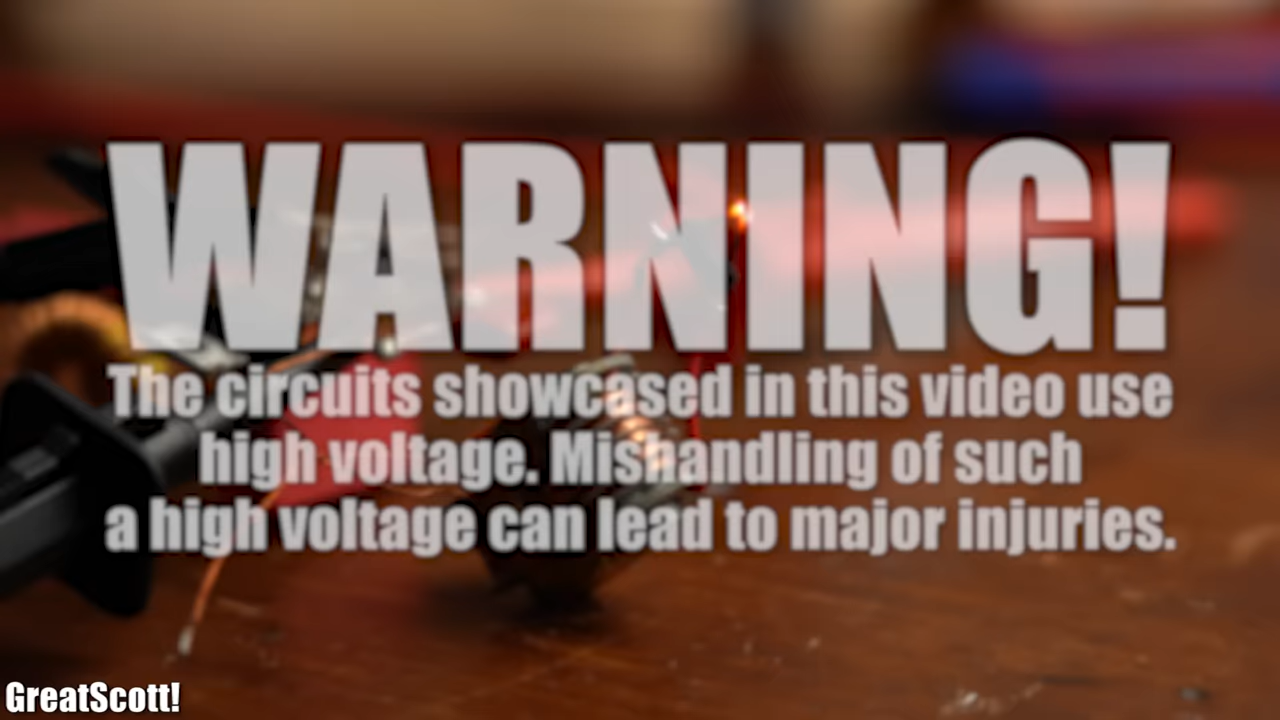 WARNING!
The circuits showcased in this video use
high voltage. Mishandling of such
a high voltage can lead to major injuries.
GreatScott!